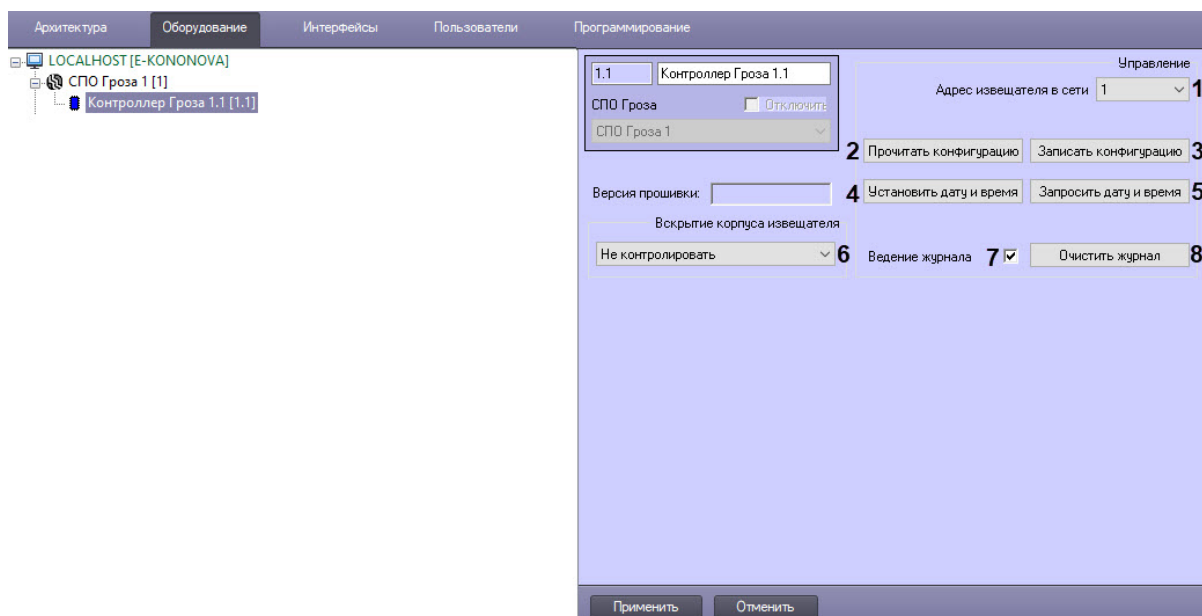 Архитектура Оборудование Интерфейсы Пользователи Программирование
LOCALHOST [E-KONONOVA]
СПО Гроза 1 [1]
Контроллер Гроза 1.1 [1.1]
1.1 Контроллер Гроза 1.1
СПО Гроза Отключить
СПО Гроза 1
Управление
Адрес извещателя в сети 1 1
2 Прочитать конфигурацию Записать конфигурацию 3
Версия прошивки: 4 Установить дату и время Запросить дату и время 5
Вскрытие корпуса извещателя
Не контролировать 6 Ведение журнала 7 Очистить журнал 8
Применить Отменить